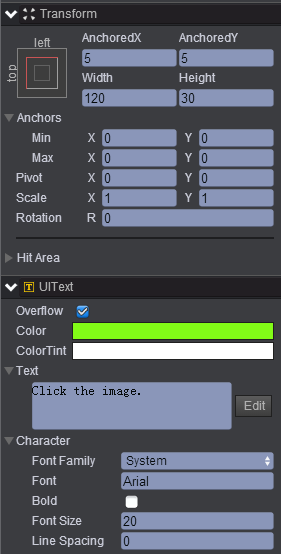 Transform
left
top
AnchoredX AnchoredY
5 5
Width Height
120 30
Anchors
Min X 0 Y 0
Max X 0 Y 0
Pivot X 0 Y 0
Scale X 1 Y 1
Rotation R 0
Hit Area
T UIText
Overflow
Color
ColorTint
Text
Click the image.
Edit
Character
Font Family System
Font Arial
Bold
Font Size 20
Line Spacing 0